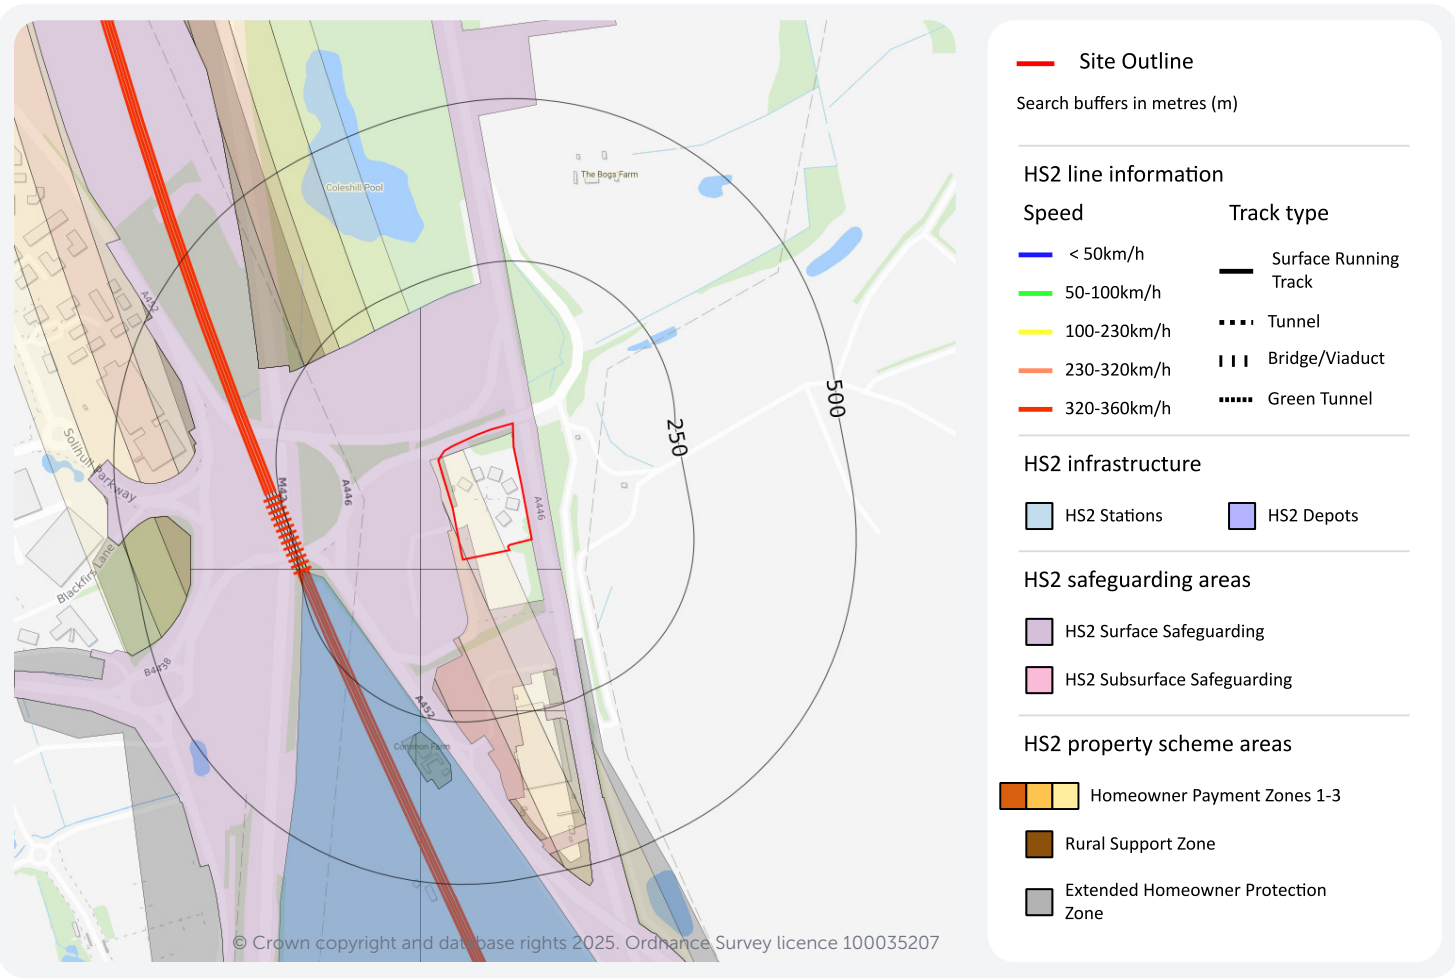 Coleshill Pool
The Bogs Farm
A452
500
250
Solihull Parkway
M42
A446
A446
Blackfirs Lane
B4438
A452
Common Farm
© Crown copyright and database rights 2025. Ordnance Survey licence 100035207
Site Outline
Search buffers in metres (m)
HS2 line information
Speed
Track type
< 50km/h
Surface Running
Track
50-100km/h
Tunnel
100-230km/h
Bridge/Viaduct
230-320km/h
Green Tunnel
320-360km/h
HS2 infrastructure
HS2 Stations
HS2 Depots
HS2 safeguarding areas
HS2 Surface Safeguarding
HS2 Subsurface Safeguarding
HS2 property scheme areas
Homeowner Payment Zones 1-3
Rural Support Zone
Extended Homeowner Protection
Zone